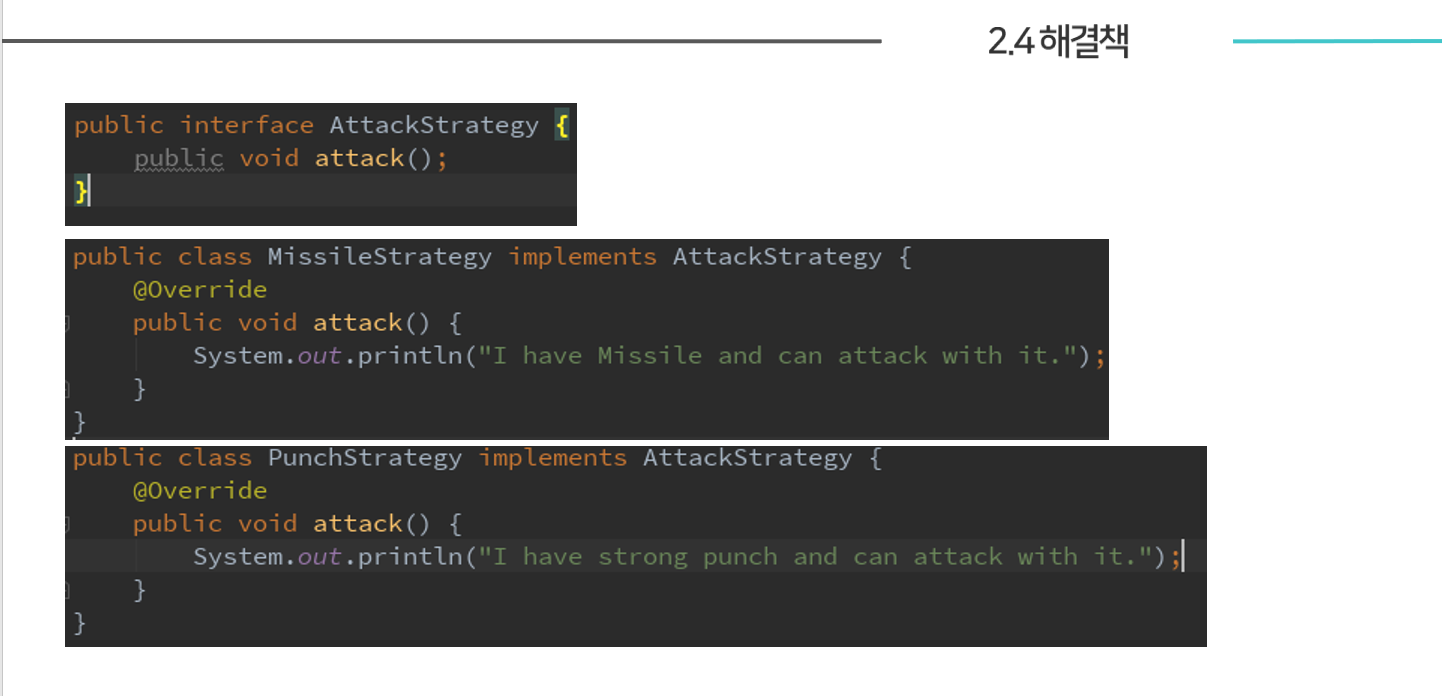 2.4 해결책
public interface AttackStrategy {
    public void attack();
}
public class MissileStrategy implements AttackStrategy {
    @Override
    public void attack() {
        System.out.println("I have Missile and can attack with it.");
    }
}
public class PunchStrategy implements AttackStrategy {
    @Override
    public void attack() {
        System.out.println("I have strong punch and can attack with it.");
    }
}